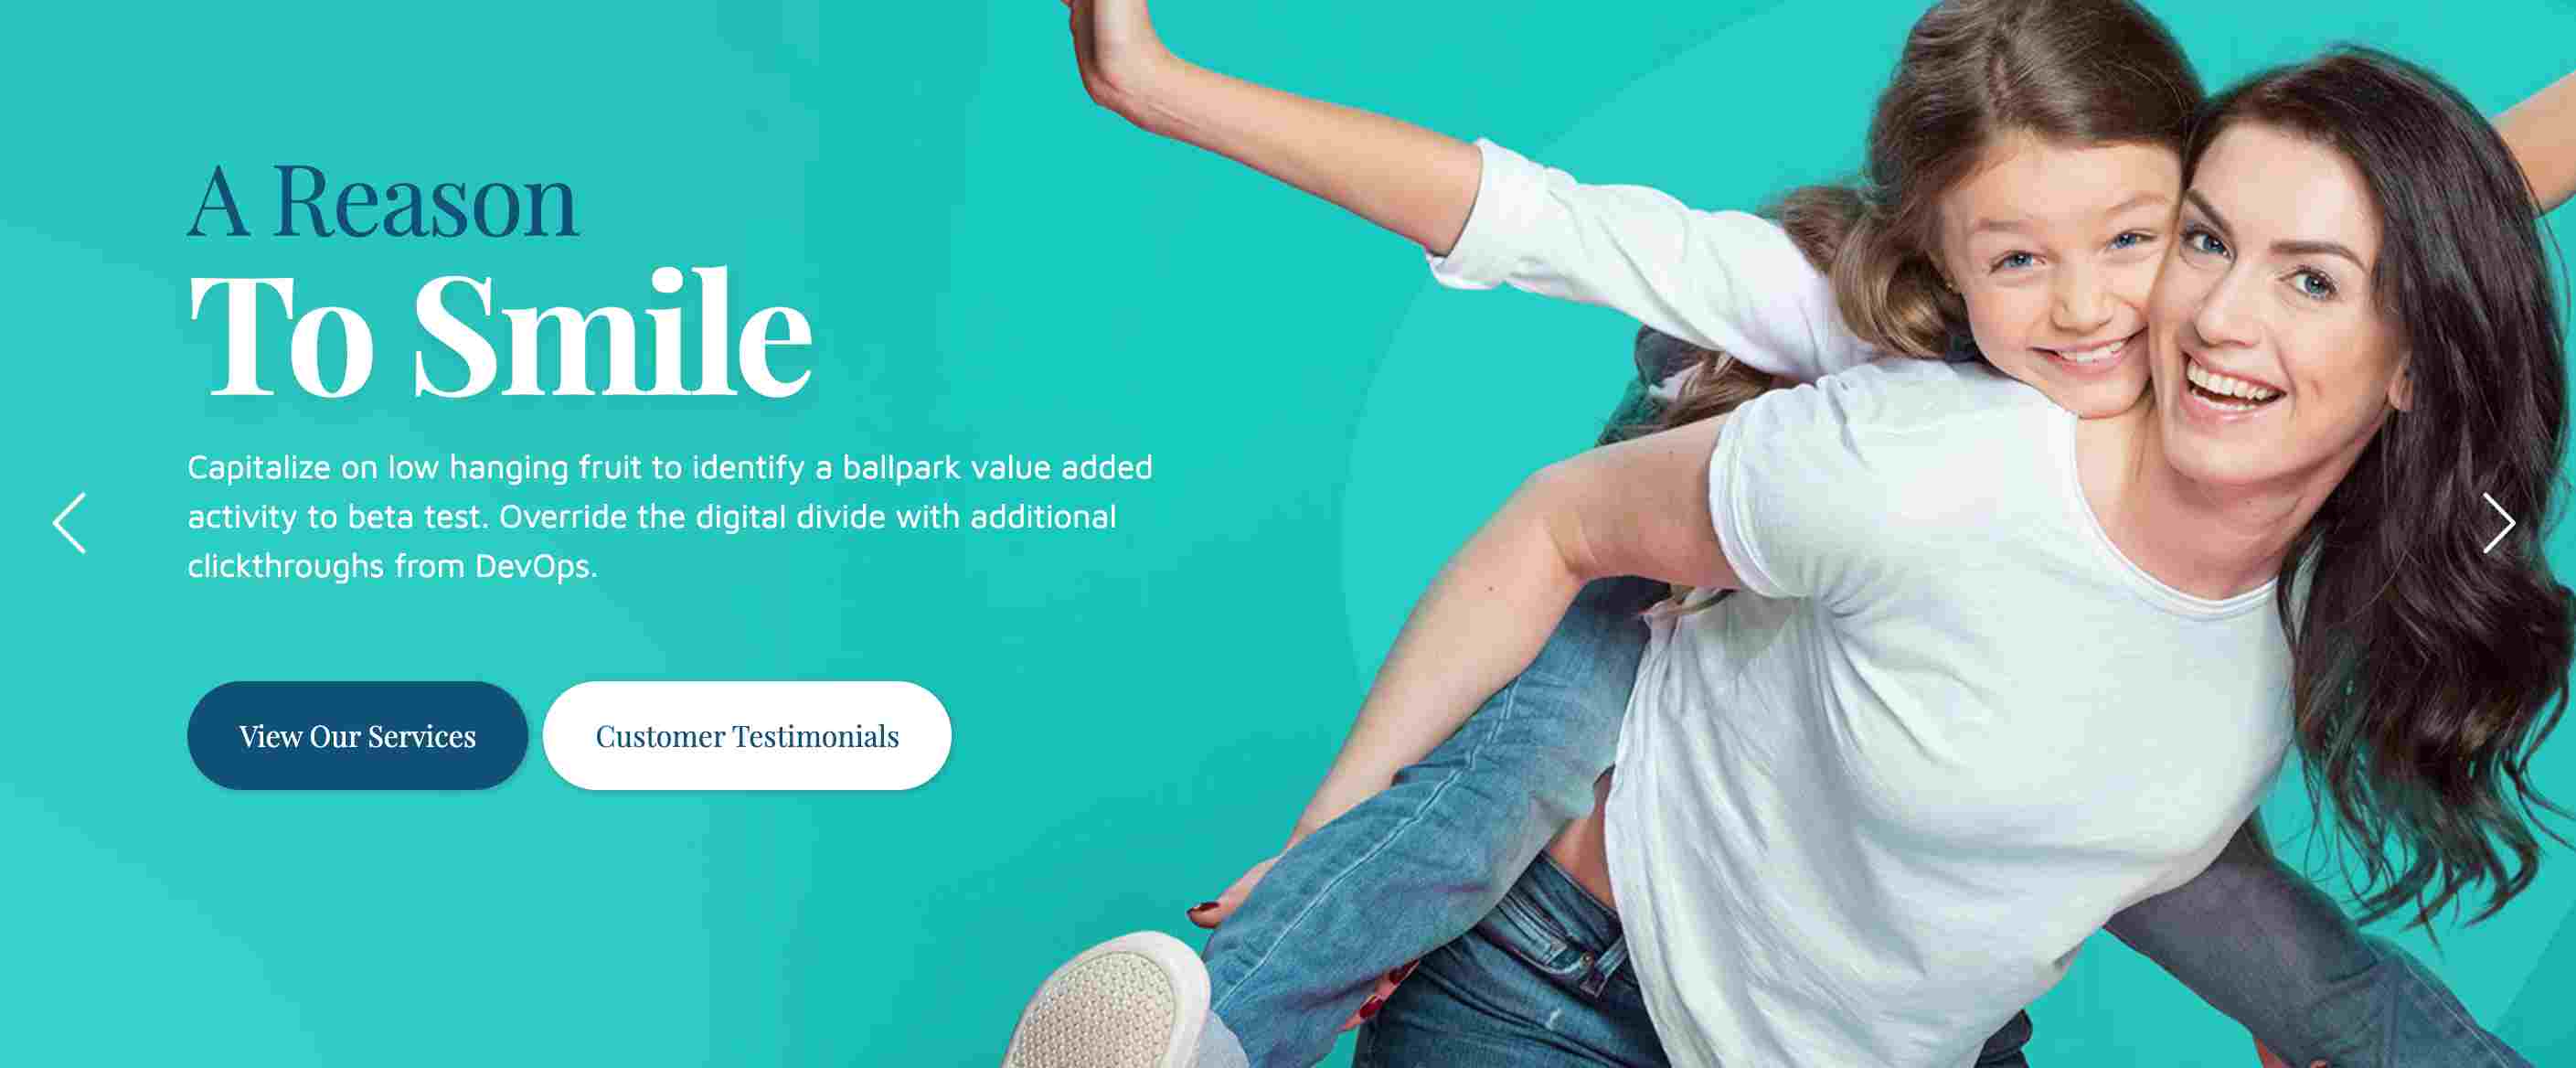 A Reason
To Smile
Capitalize on low hanging fruit to identify a ballpark value added
activity to beta test. Override the digital divide with additional
clickthroughs from DevOps.
View Our Services
Customer Testimonials